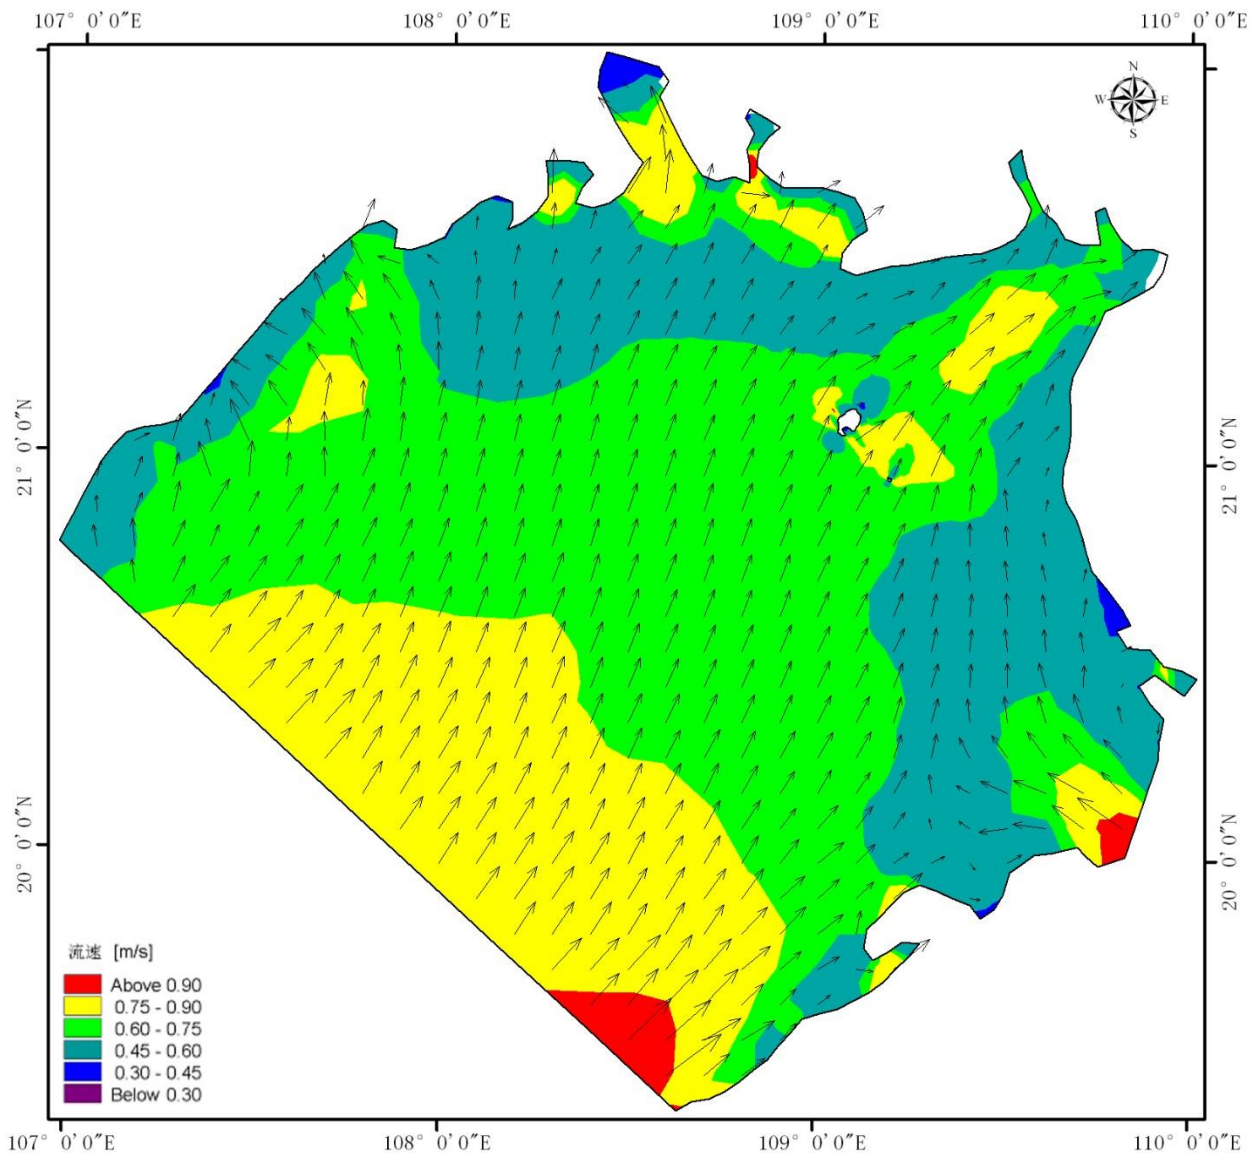 107° 0′0″E
108° 0′0″E
109° 0′0″E
110° 0′0″E
N
W
E
S
21° 0′0″N
21° 0′0″N
20° 0′0″N
20° 0′0″N
流速 [m/s]
Above 0.90
0.75 - 0.90
0.60 - 0.75
0.45 - 0.60
0.30 - 0.45
Below 0.30
107° 0′0″E
108° 0′0″E
109° 0′0″E
110° 0′0″E